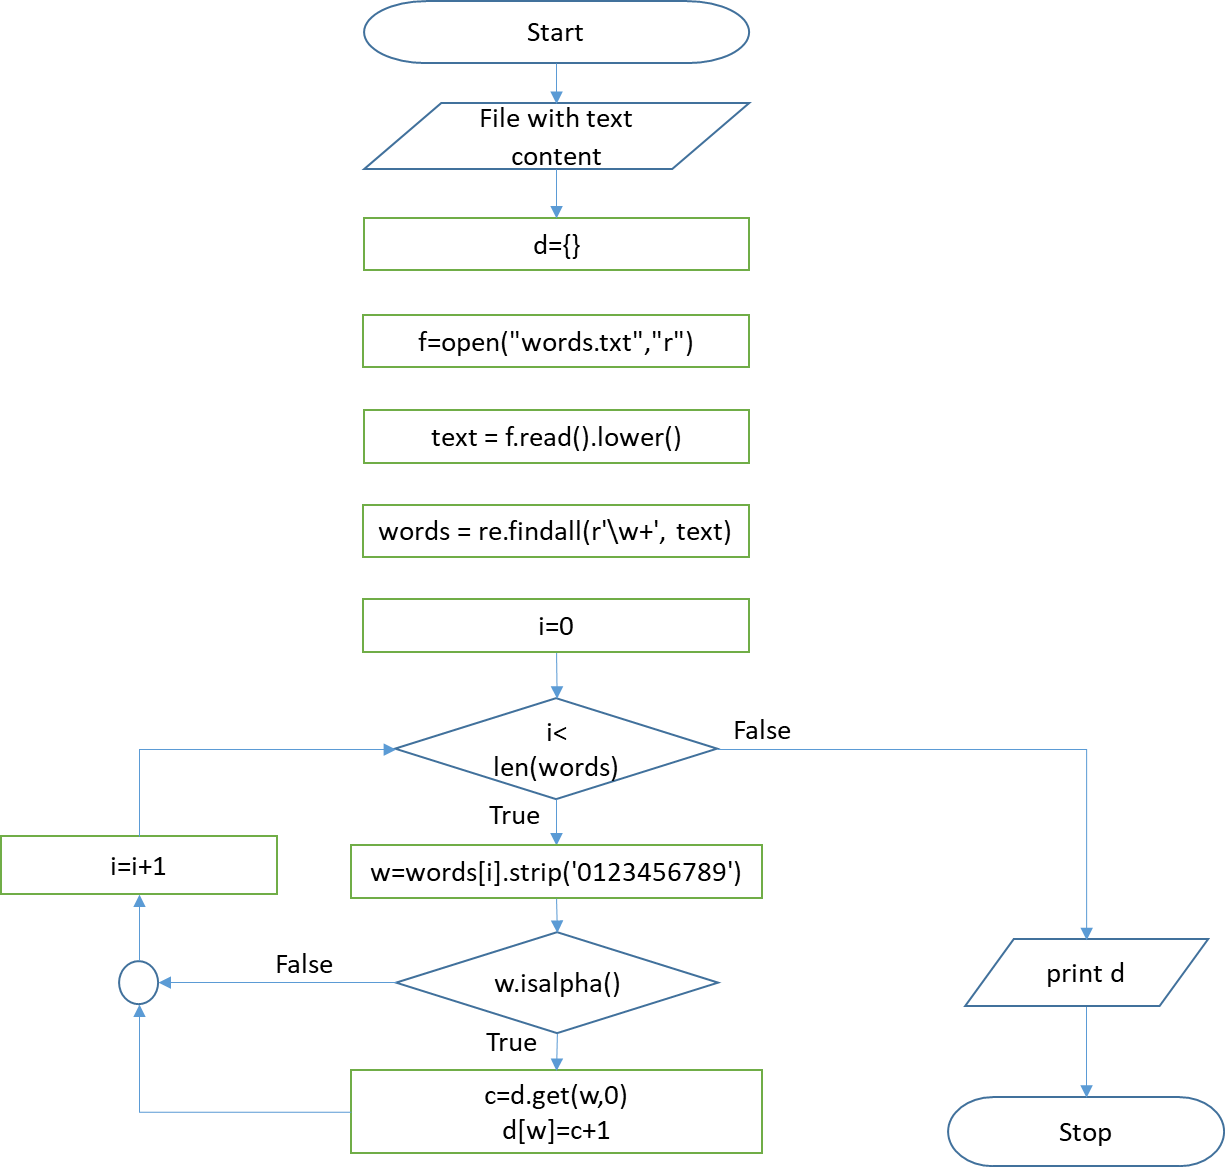 Start
File with text
content
d={}
f=open("words.txt","r")
text = f.read().lower()
words = re.findall(r'\w+', text)
i=0
i<
len(words)
False
True
i=i+1
w=words[i].strip('0123456789')
False
w.isalpha()
print d
True
c=d.get(w,0)
d[w]=c+1
Stop